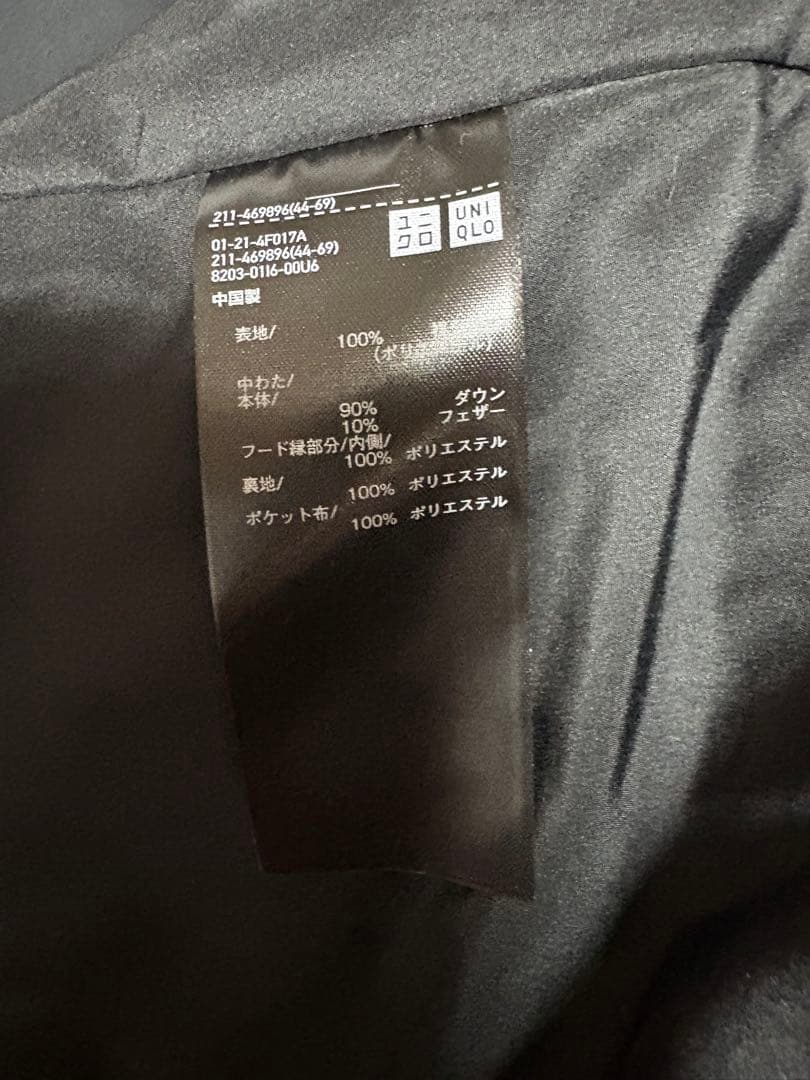 211-469896(44-69)
ユニクロ
UNIQLO
01-21-4F017A
211-469896(44-69)
8203-01I6-00U6
中国製
表地/
100%
中わた/
本体/
90% ダウン
10% フェザー
フード縁部分/内側/
100% ポリエステル
裏地/
100% ポリエステル
ポケット布/
100% ポリエステル